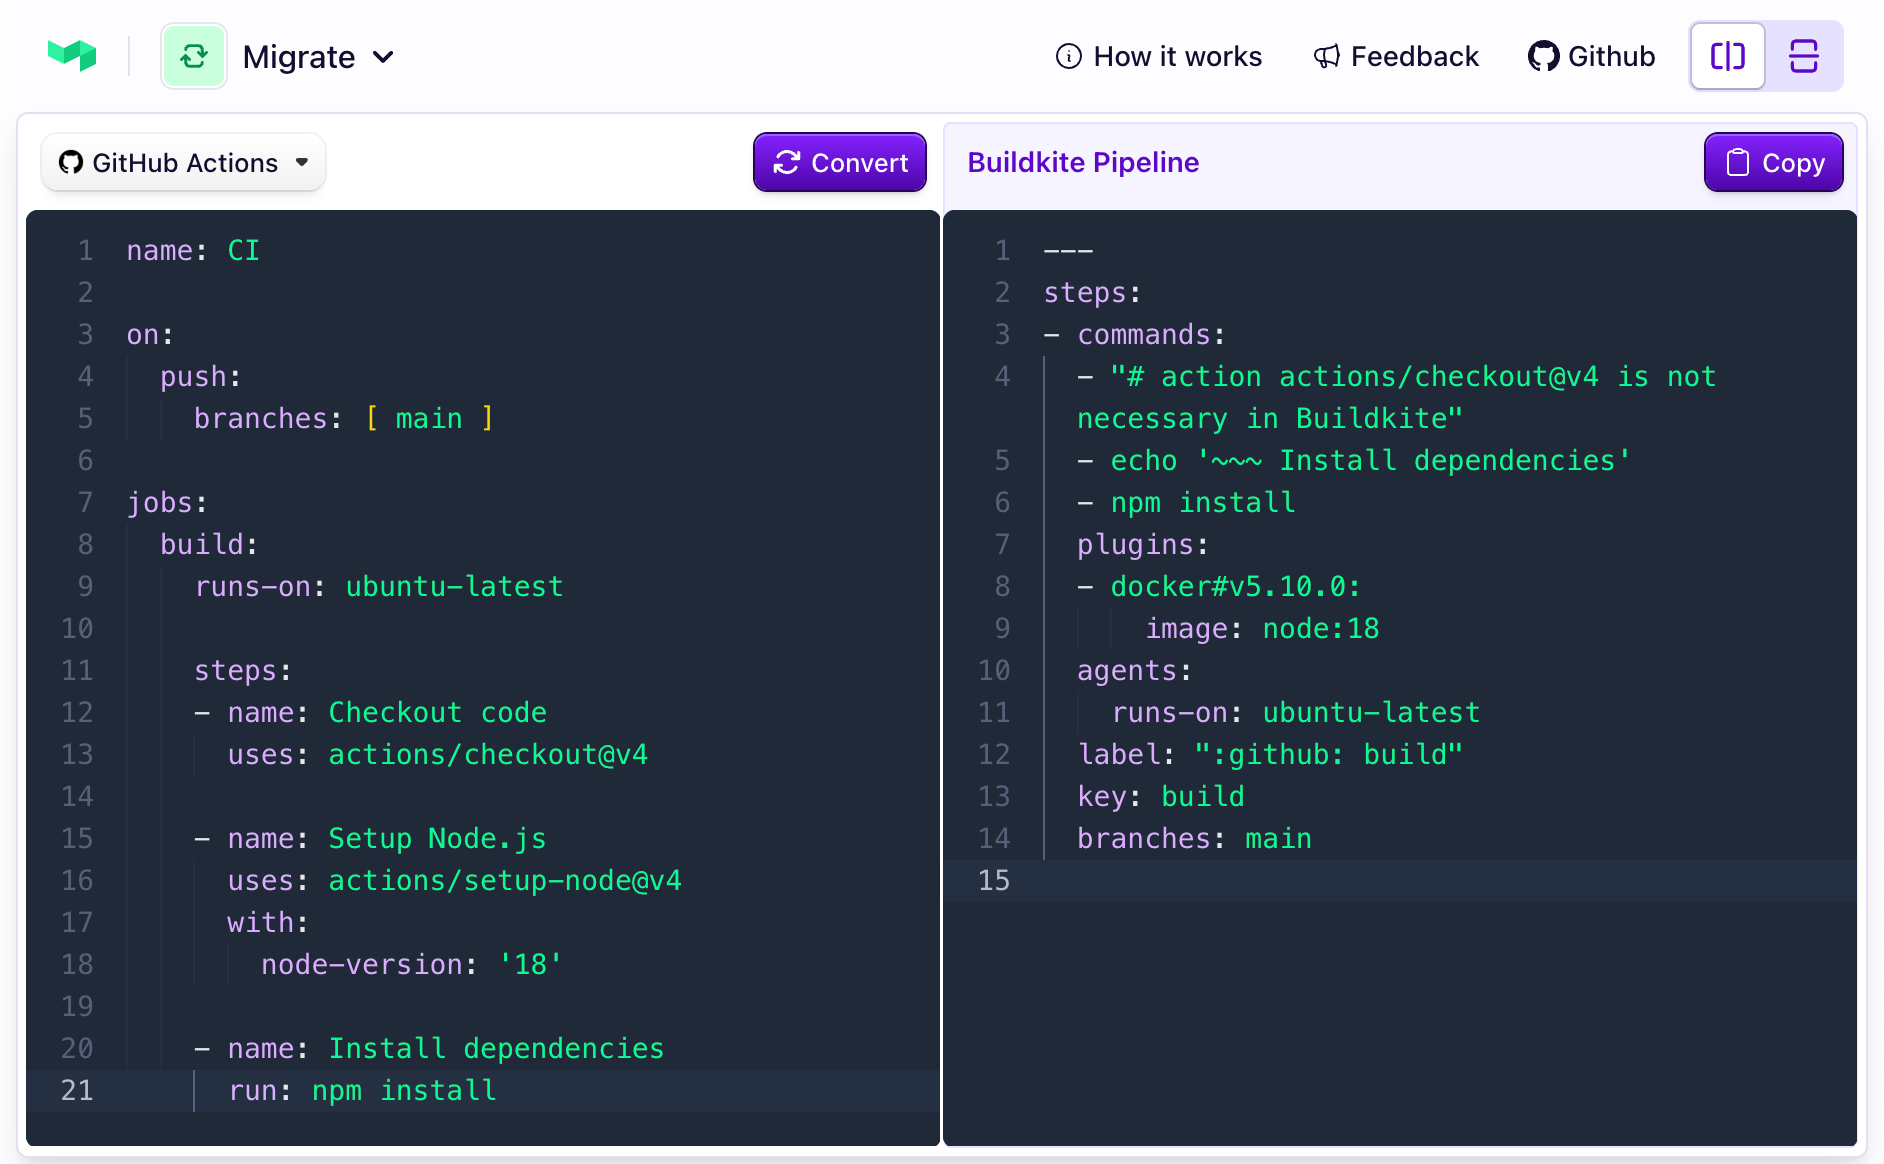 Migrate
How it works
Feedback
Github
GitHub Actions
Convert
1 name: CI
2
3 on:
4   push:
5     branches: [ main ]
6
7 jobs:
8   build:
9     runs-on: ubuntu-latest
10
11     steps:
12     - name: Checkout code
13       uses: actions/checkout@v4
14
15     - name: Setup Node.js
16       uses: actions/setup-node@v4
17       with:
18         node-version: '18'
19
20     - name: Install dependencies
21       run: npm install
Buildkite Pipeline
Copy
1 ---
2 steps:
3 - commands:
4   - "# action actions/checkout@v4 is not
  necessary in Buildkite"
5   - echo '~~~ Install dependencies'
6   - npm install
7   plugins:
8   - docker#v5.10.0:
9       image: node:18
10   agents:
11     runs-on: ubuntu-latest
12   label: ":github: build"
13   key: build
14   branches: main
15